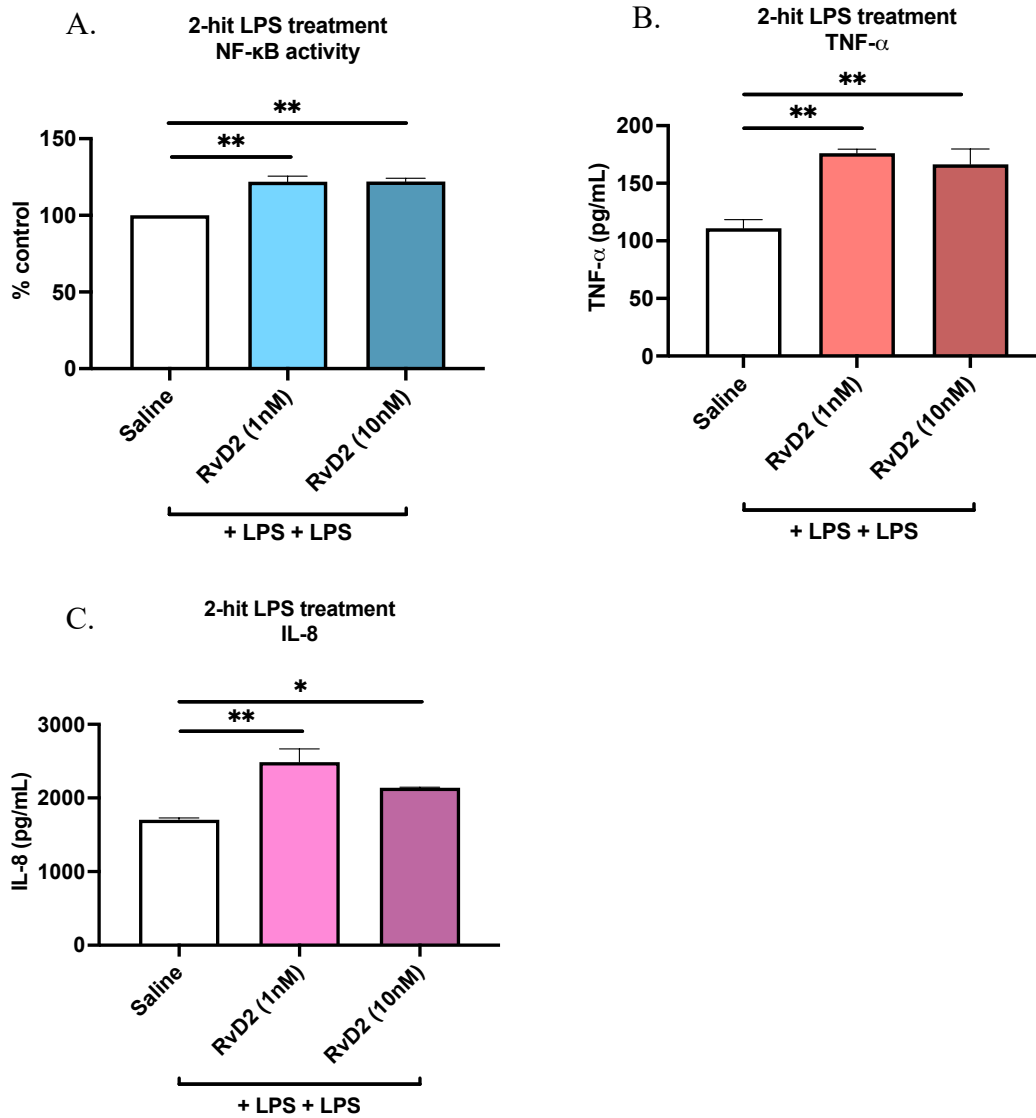 A.
2-hit LPS treatment
NF-κB activity
**
**
% control
150
100
50
0
Saline
RvD2 (1nM)
RvD2 (10nM)
+ LPS + LPS
B.
2-hit LPS treatment
TNF-α
**
**
TNF-α (pg/mL)
200
150
100
50
0
Saline
RvD2 (1nM)
RvD2 (10nM)
+ LPS + LPS
C.
2-hit LPS treatment
IL-8
*
**
IL-8 (pg/mL)
3000
2000
1000
0
Saline
RvD2 (1nM)
RvD2 (10nM)
+ LPS + LPS